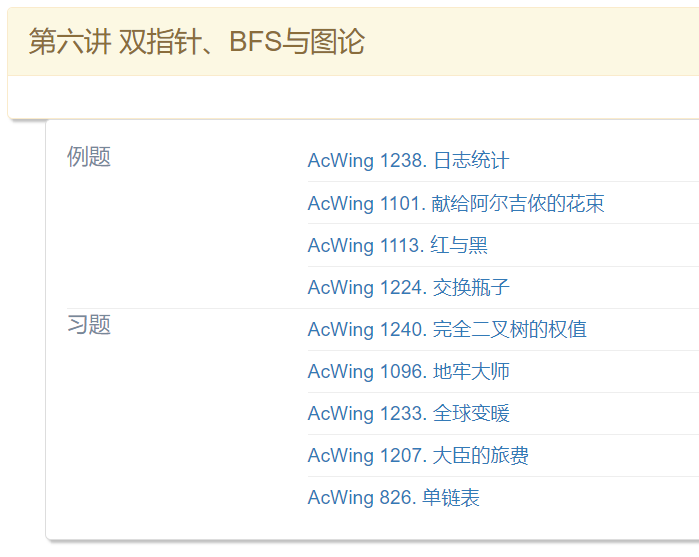 第六讲 双指针、BFS与图论
例题
AcWing 1238. 日志统计
AcWing 1101. 献给阿尔吉侬的花束
AcWing 1113. 红与黑
AcWing 1224. 交换瓶子
习题
AcWing 1240. 完全二叉树的权值
AcWing 1096. 地牢大师
AcWing 1233. 全球变暖
AcWing 1207. 大臣的旅费
AcWing 826. 单链表